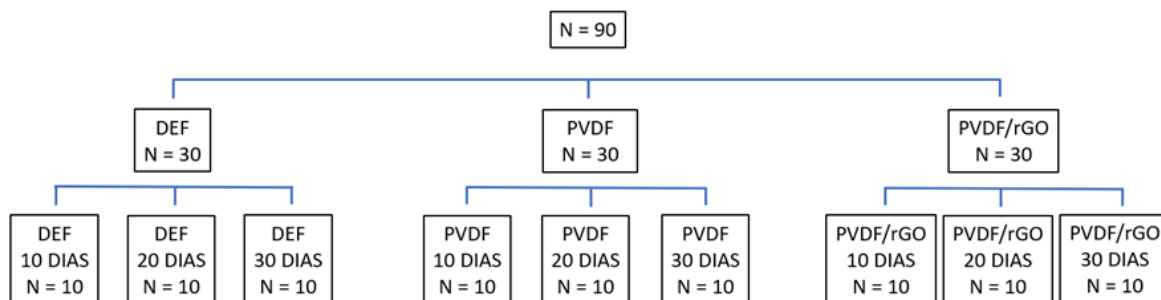 N = 90
DEF
N = 30
PVDF
N = 30
PVDF/rGO
N = 30
DEF
10 DIAS
N = 10
DEF
20 DIAS
N = 10
DEF
30 DIAS
N = 10
PVDF
10 DIAS
N = 10
PVDF
20 DIAS
N = 10
PVDF
30 DIAS
N = 10
PVDF/rGO
10 DIAS
N = 10
PVDF/rGO
20 DIAS
N = 10
PVDF/rGO
30 DIAS
N = 10